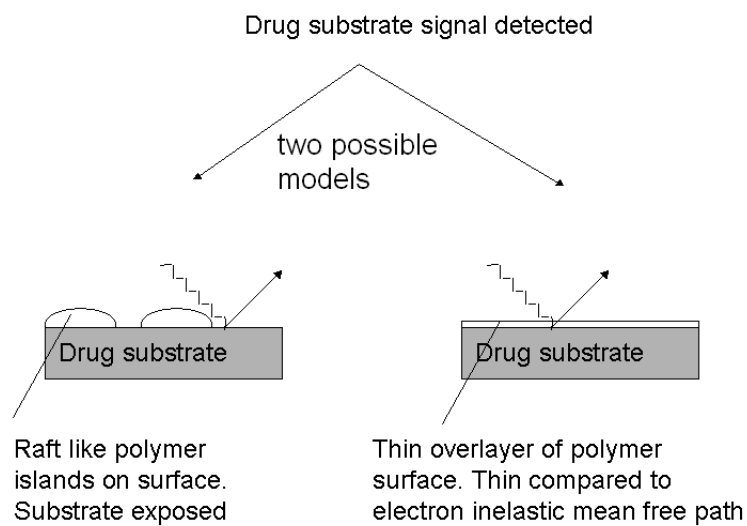 Drug substrate signal detected
two possible
models
Drug substrate
Drug substrate
Raft like polymer
islands on surface.
Substrate exposed
Thin overlayer of polymer
surface. Thin compared to
electron inelastic mean free path